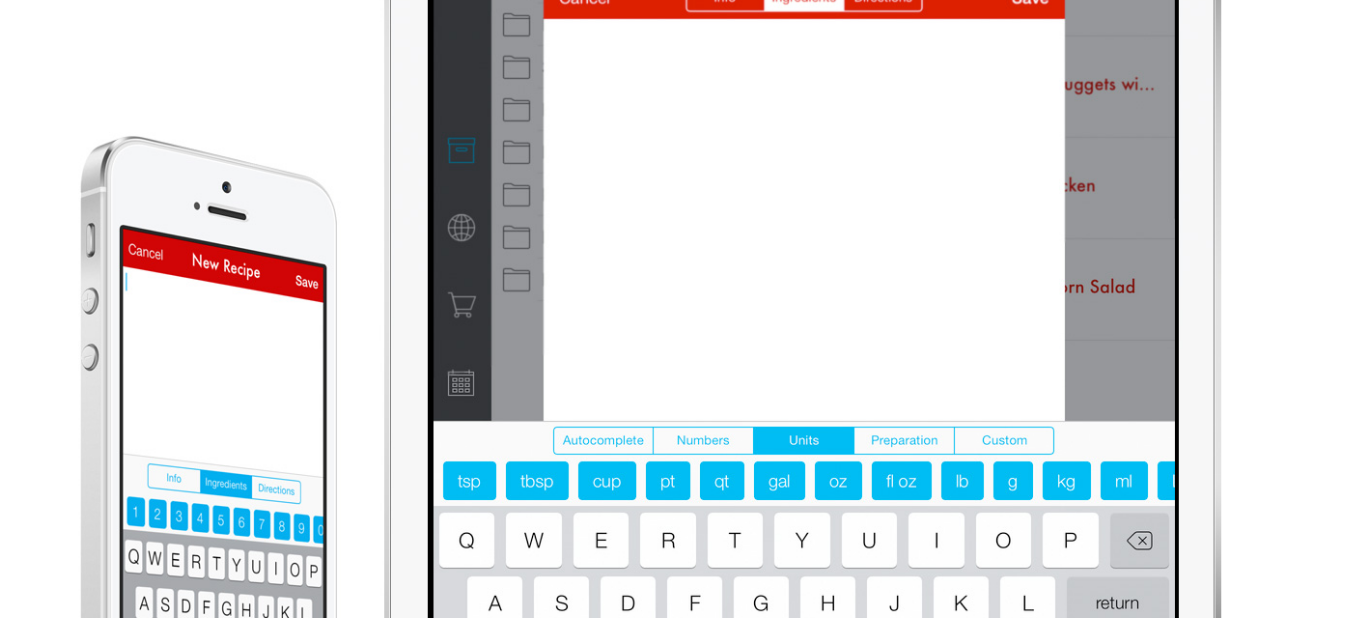 Cancel Info Ingredients Directions Save
uggets wi...
cken
orn Salad
Cancel New Recipe Save
Info Ingredients Directions
1 2 3 4 5 6 7 8 9 0
Q W E R T Y U I O P
A S D F G H J K L
Autocomplete Numbers Units Preparation Custom
tsp tbsp cup pt qt gal oz fl oz lb g kg ml
Q W E R T Y U I O P
A S D F G H J K L return